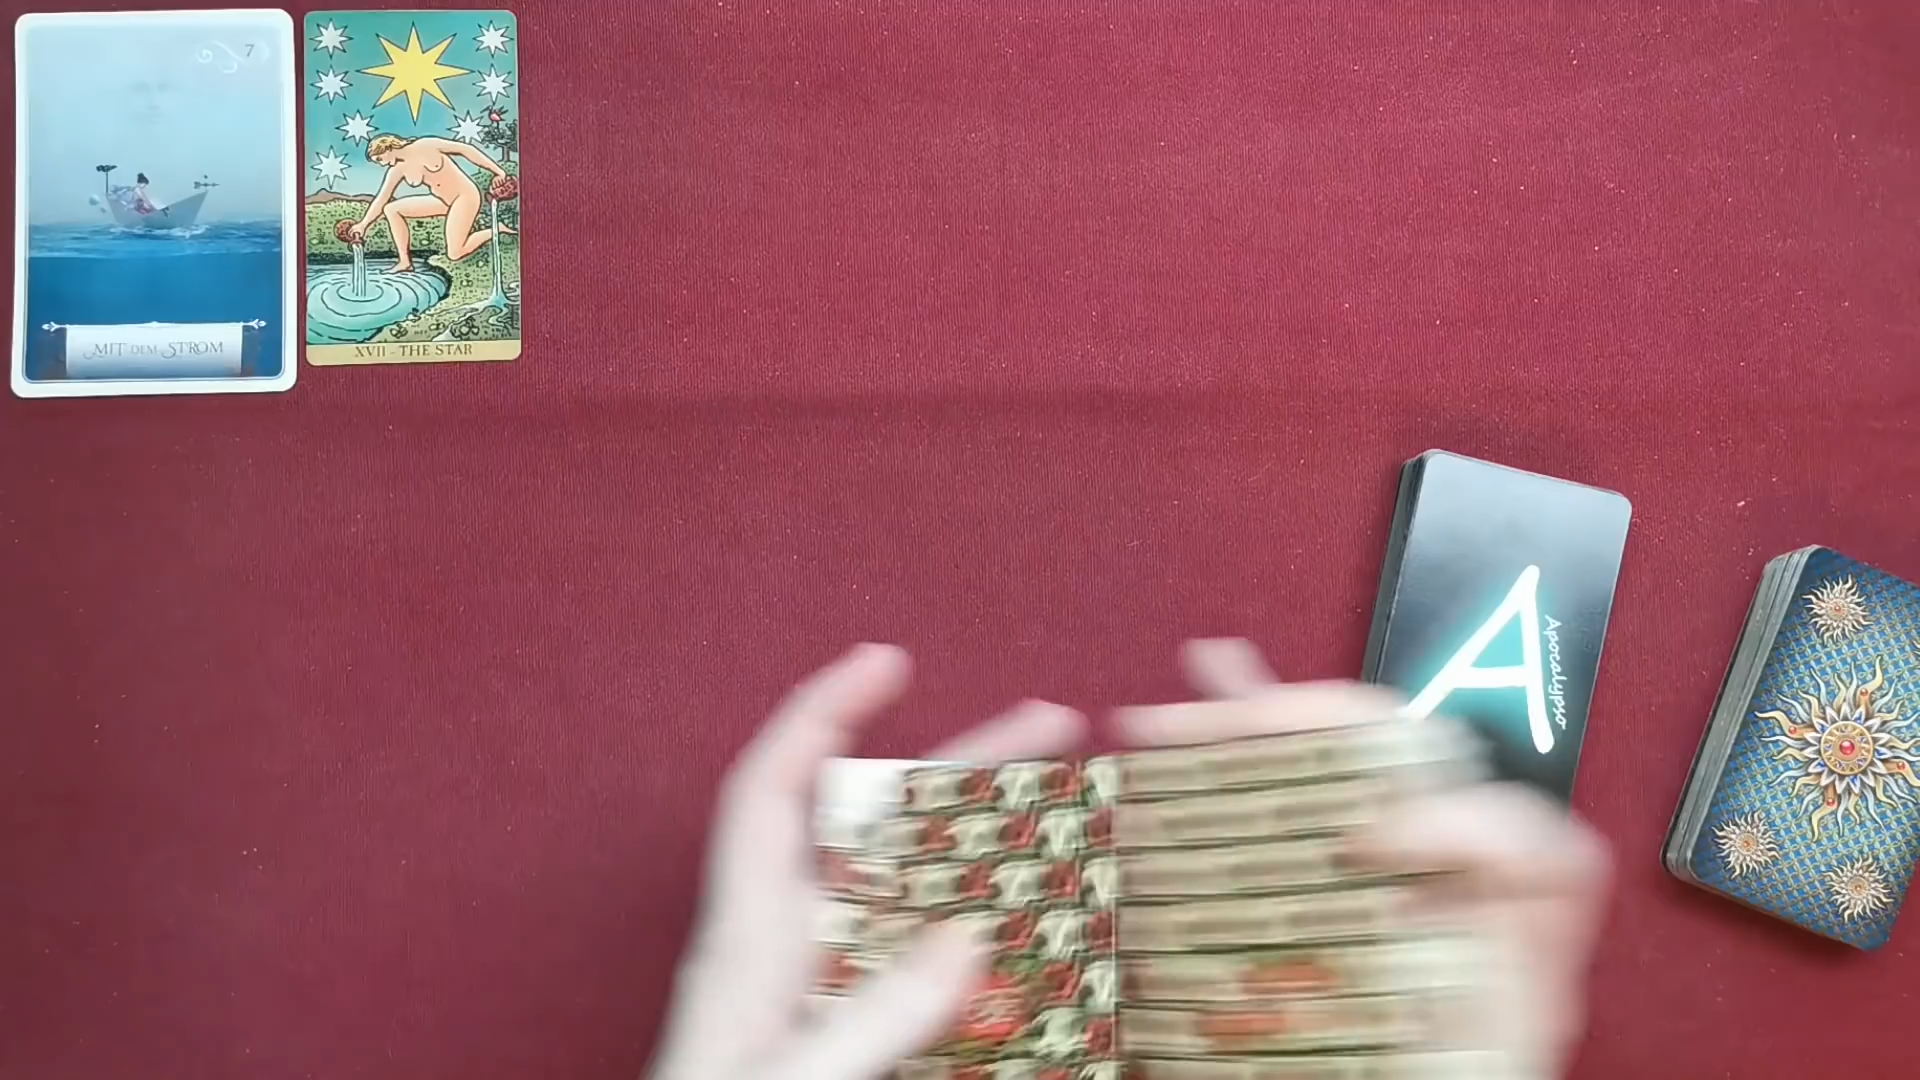 7
MIT DEM STROM
XVII - THE STAR
A
Apocalypso